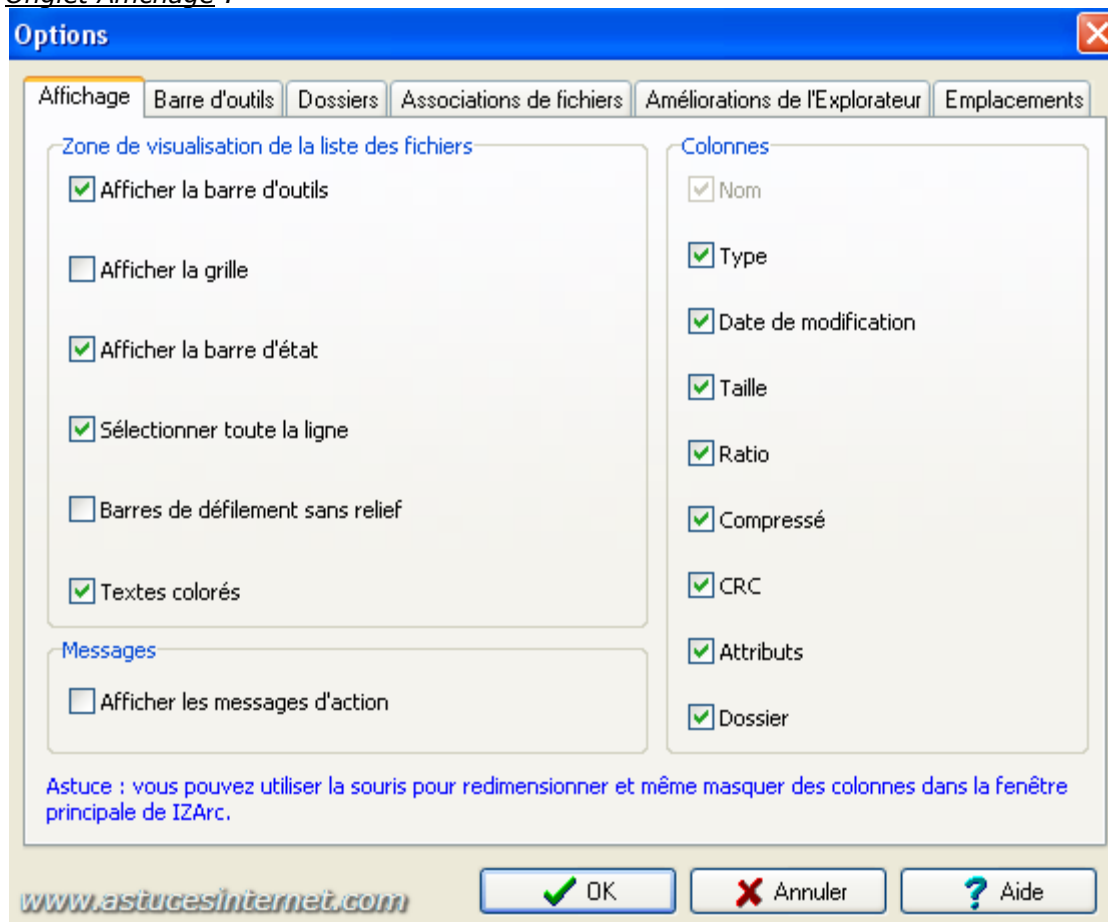 Onglet Affichage :
Options
Affichage
Barre d'outils
Dossiers
Associations de fichiers
Améliorations de l'Explorateur
Emplacements
Zone de visualisation de la liste des fichiers
Afficher la barre d'outils
Afficher la grille
Afficher la barre d'état
Sélectionner toute la ligne
Barres de défilement sans relief
Textes colorés
Messages
Afficher les messages d'action
Colonnes
Nom
Type
Date de modification
Taille
Ratio
Compressé
CRC
Attributs
Dossier
Astuce : vous pouvez utiliser la souris pour redimensionner et même masquer des colonnes dans la fenêtre
principale de IZArc.
www.astucesinternet.com
OK
Annuler
Aide